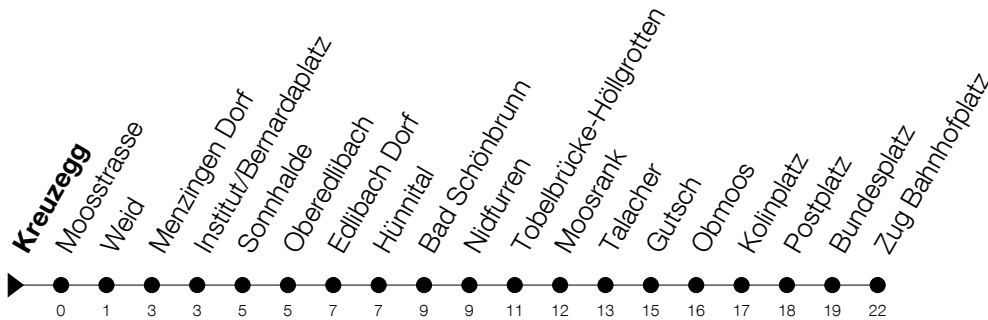 Kreuzegg
Moosstrasse
Weid
Menzingen Dorf
Institut/Bernardaplatz
Sonnhalde
Oberedlibach
Edlibach Dorf
Hünnital
Bad Schönbrunn
Nidfurren
Tobelbrücke-Höllgrotten
Moosrank
Talacher
Gutsch
Obmoos
Kolinplatz
Postplatz
Bundesplatz
Zug Bahnhofplatz
0 1 3 3 5 5 7 7 9 9 11 12 13 15 16 17 18 19 22